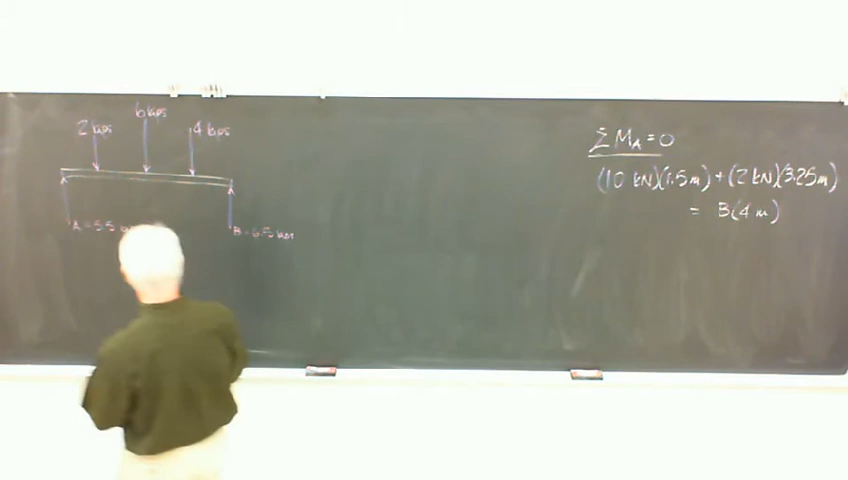 6 kips
2 kips
4 kips
A = 5.5
B = 6.5 kips
ΣM_A = 0
(10 kN)(1.5 m) + (2 kN)(3.25 m)
= B(4 m)